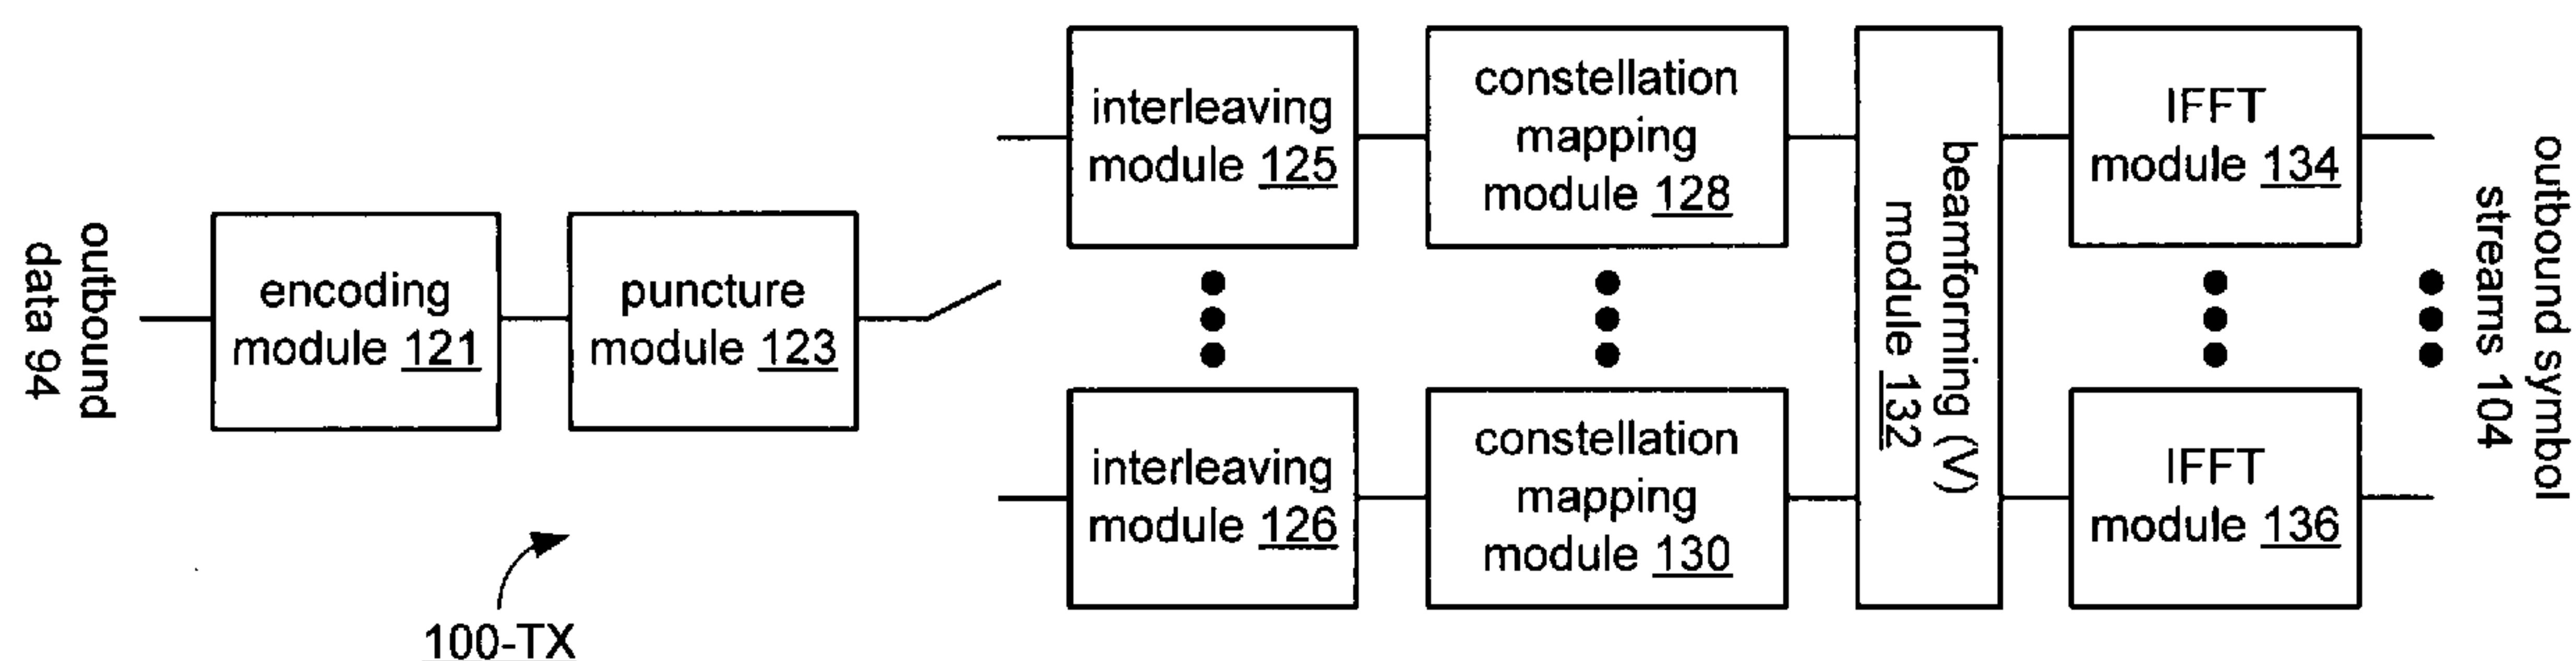 outbound
data 94
encoding
module 121
puncture
module 123
interleaving
module 125
constellation
mapping
module 128
interleaving
module 126
constellation
mapping
module 130
beamforming (V)
module 132
IFFT
module 134
IFFT
module 136
outbound symbol
streams 104
100-TX